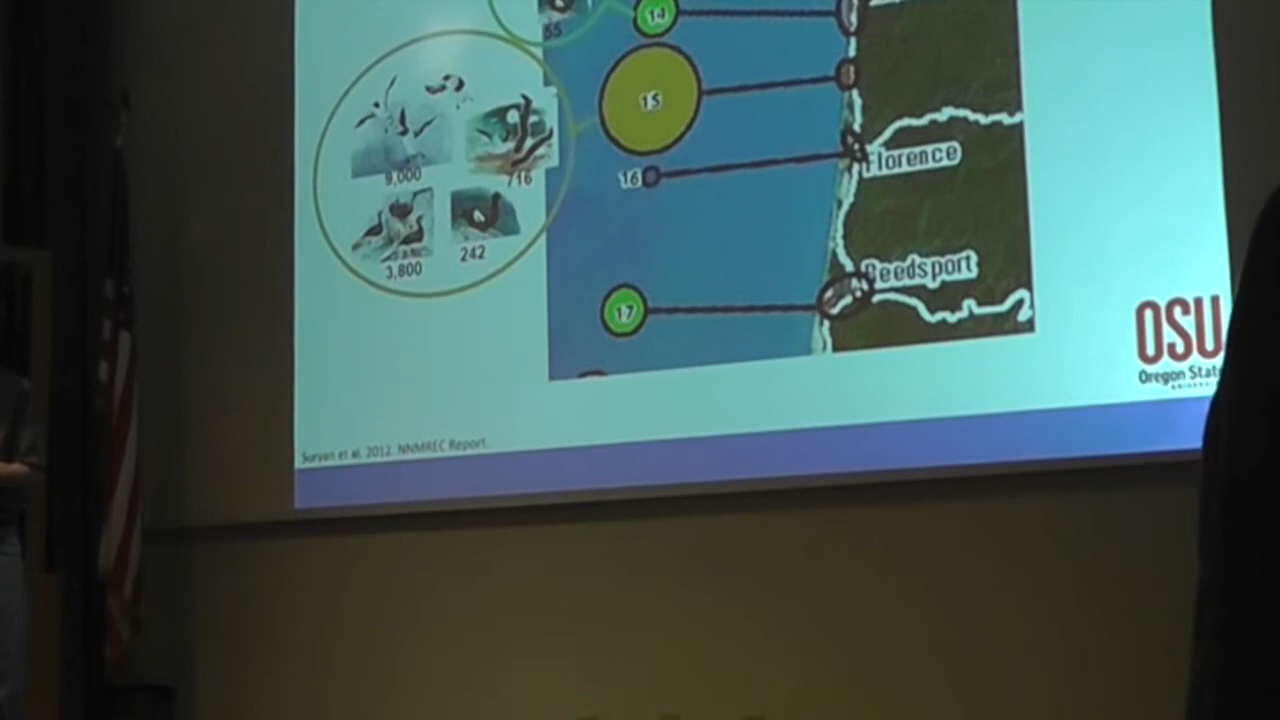 14
55
15
9,000
716
16
Florence
3,800
242
Reedsport
17
OSU
Oregon State
UNIVERSITY
Suryan et al. 2012. NNMREC Report.